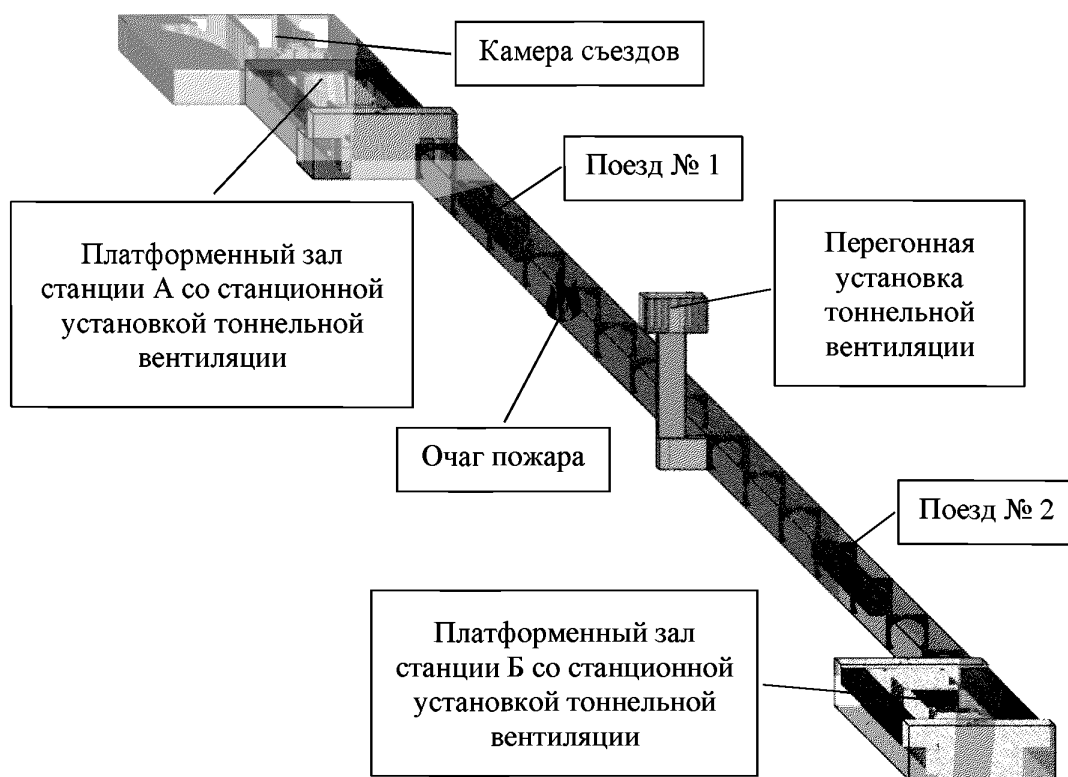 Камера съездов
Поезд № 1
Платформенный зал
станции А со станционной
установкой тоннельной
вентиляции
Перегонная
установка
тоннельной
вентиляции
Очаг пожара
Поезд № 2
Платформенный зал
станции Б со станционной
установкой тоннельной
вентиляции